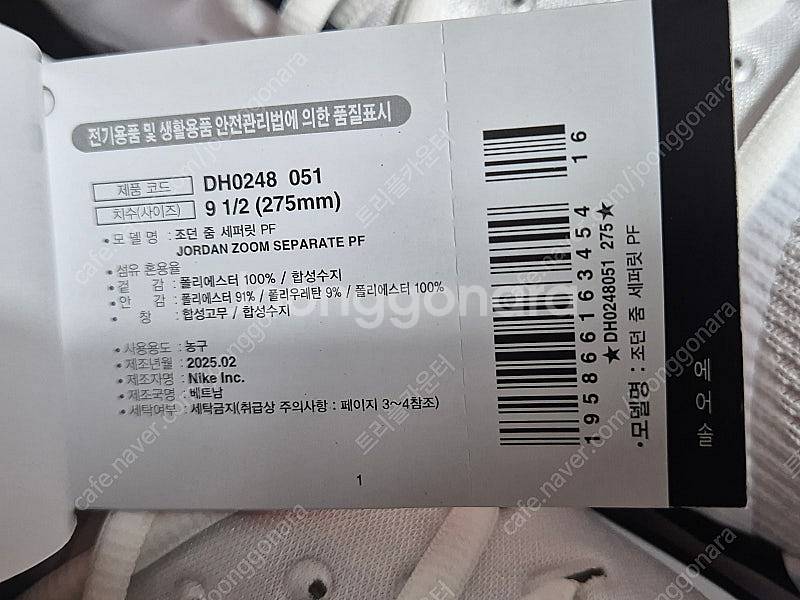 전기용품 및 생활용품 안전관리법에 의한 품질표시
제품 코드 DH0248 051
치수(사이즈) 9 1/2 (275mm)
• 모 델 명 : 조던 줌 세퍼릿 PF
JORDAN ZOOM SEPARATE PF
• 섬유 혼용율
겉 감 : 폴리에스터 100% / 합성수지
• 안 감 : 폴리에스터 91% / 폴리우레탄 9% / 폴리에스터 100%
• 창 : 합성고무 / 합성수지
• 사용용도 : 농구
• 제조년월 : 2025.02
• 제조자명 : Nike Inc.
• 제조국명 : 베트남
• 세탁여부 : 세탁금지(취급상 주의사항 : 페이지 3~4참조)
1
16
195866163454
★DH0248051 275★
• 모델명 : 조던 줌 세퍼릿 PF
에어솔
joonggonara
트리플카운터
cafe.naver.com/joonggonara